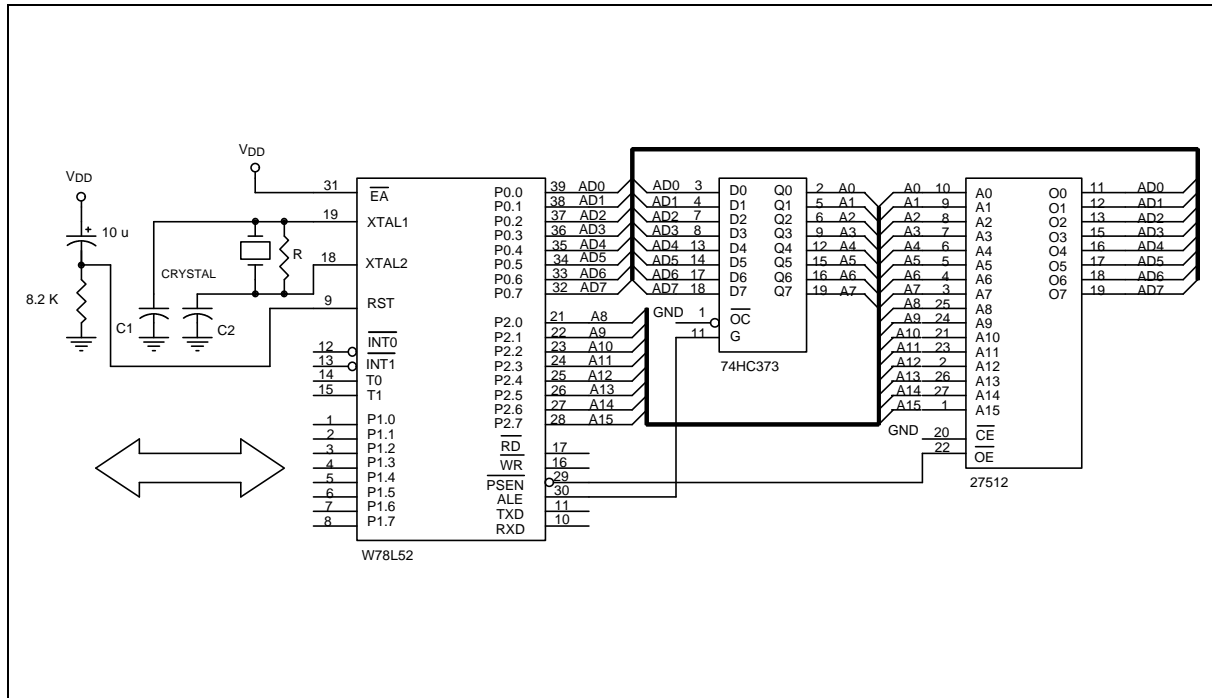 VDD
10 u
8.2 K
VDD
CRYSTAL
R
C1
C2
31 EA
19 XTAL1
18 XTAL2
9 RST
12 INT0
13 INT1
14 T0
15 T1
1 P1.0
2 P1.1
3 P1.2
4 P1.3
5 P1.4
6 P1.5
7 P1.6
8 P1.7
P0.0 39 AD0
P0.1 38 AD1
P0.2 37 AD2
P0.3 36 AD3
P0.4 35 AD4
P0.5 34 AD5
P0.6 33 AD6
P0.7 32 AD7
P2.0 21 A8
P2.1 22 A9
P2.2 23 A10
P2.3 24 A11
P2.4 25 A12
P2.5 26 A13
P2.6 27 A14
P2.7 28 A15
RD 17
WR 16
PSEN 29
ALE 30
TXD 11
RXD 10
W78L52
AD0 3 D0 Q0 2 A0
AD1 4 D1 Q1 5 A1
AD2 7 D2 Q2 6 A2
AD3 8 D3 Q3 9 A3
AD4 13 D4 Q4 12 A4
AD5 14 D5 Q5 15 A5
AD6 17 D6 Q6 16 A6
AD7 18 D7 Q7 19 A7
GND 1 OC
11 G
74HC373
A0 10 A0
A1 9 A1
A2 8 A2
A3 7 A3
A4 6 A4
A5 5 A5
A6 4 A6
A7 3 A7
A8 25 A8
A9 24 A9
A10 21 A10
A11 23 A11
A12 2 A12
A13 26 A13
A14 27 A14
A15 1 A15
GND 20 CE
22 OE
O0 11 AD0
O1 12 AD1
O2 13 AD2
O3 15 AD3
O4 16 AD4
O5 17 AD5
O6 18 AD6
O7 19 AD7
27512